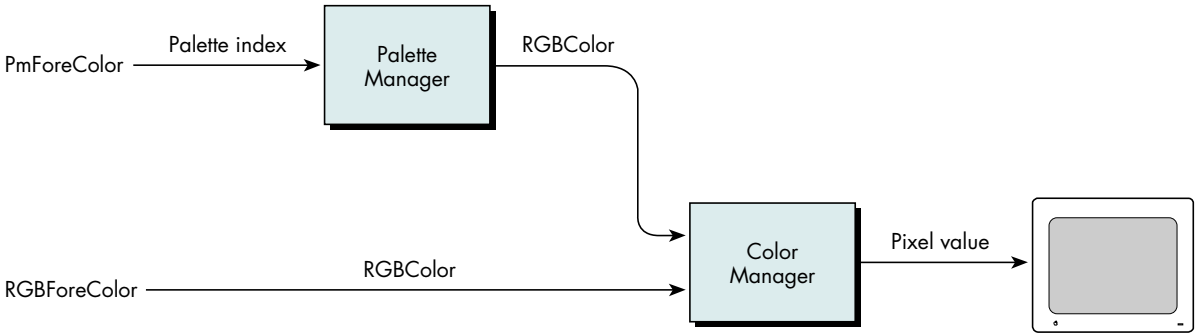 PmForeColor
Palette index
Palette
Manager
RGBColor
RGBForeColor
RGBColor
Color
Manager
Pixel value